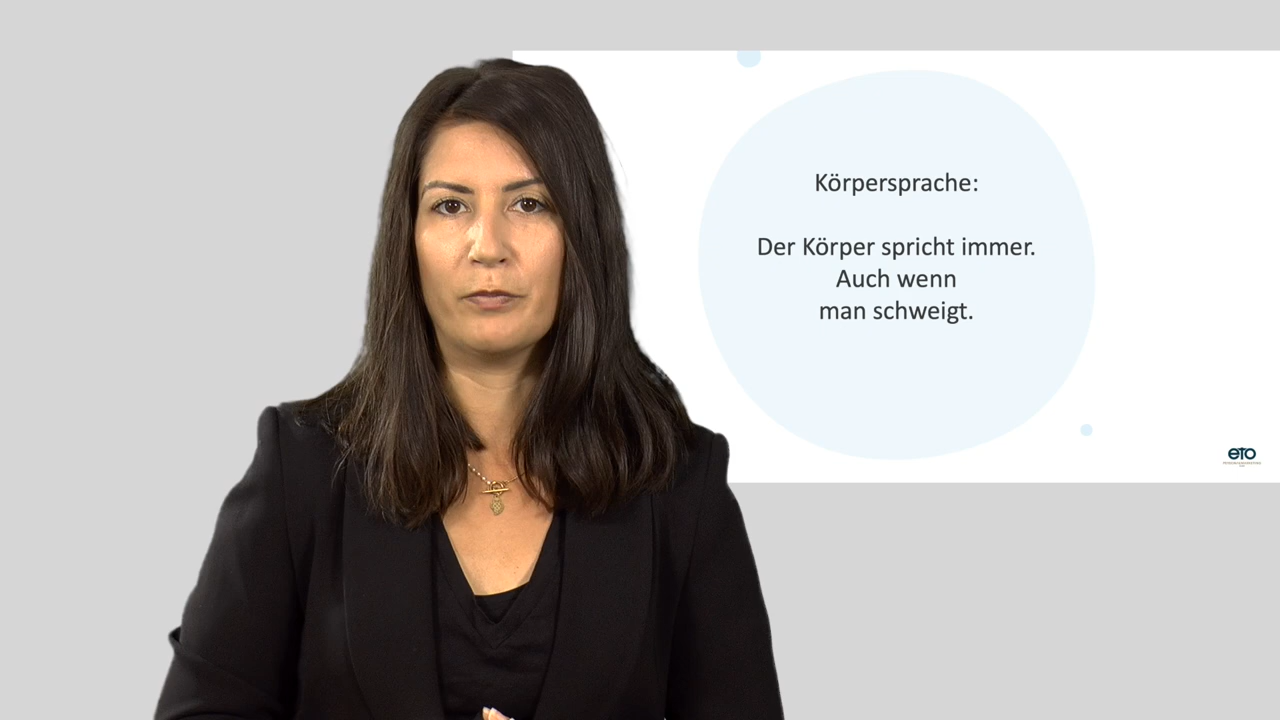 Körpersprache:
Der Körper spricht immer.
Auch wenn
man schweigt.
eto